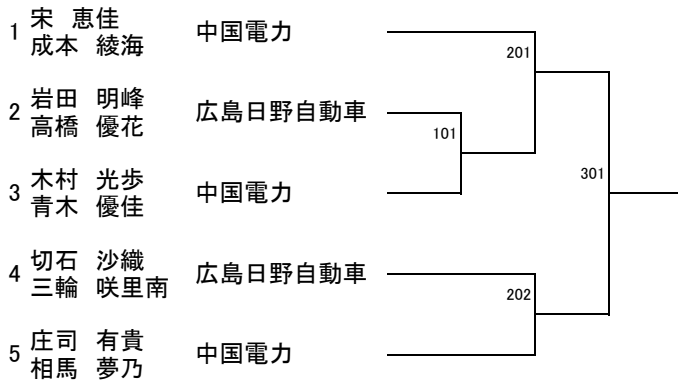 1 宋 恵佳 中国電力
成本 綾海
201
2 岩田 明峰 広島日野自動車
高橋 優花
101
3 木村 光歩 中国電力
青木 優佳
301
4 切石 沙織 広島日野自動車
三輪 咲里南
202
5 庄司 有貴 中国電力
相馬 夢乃